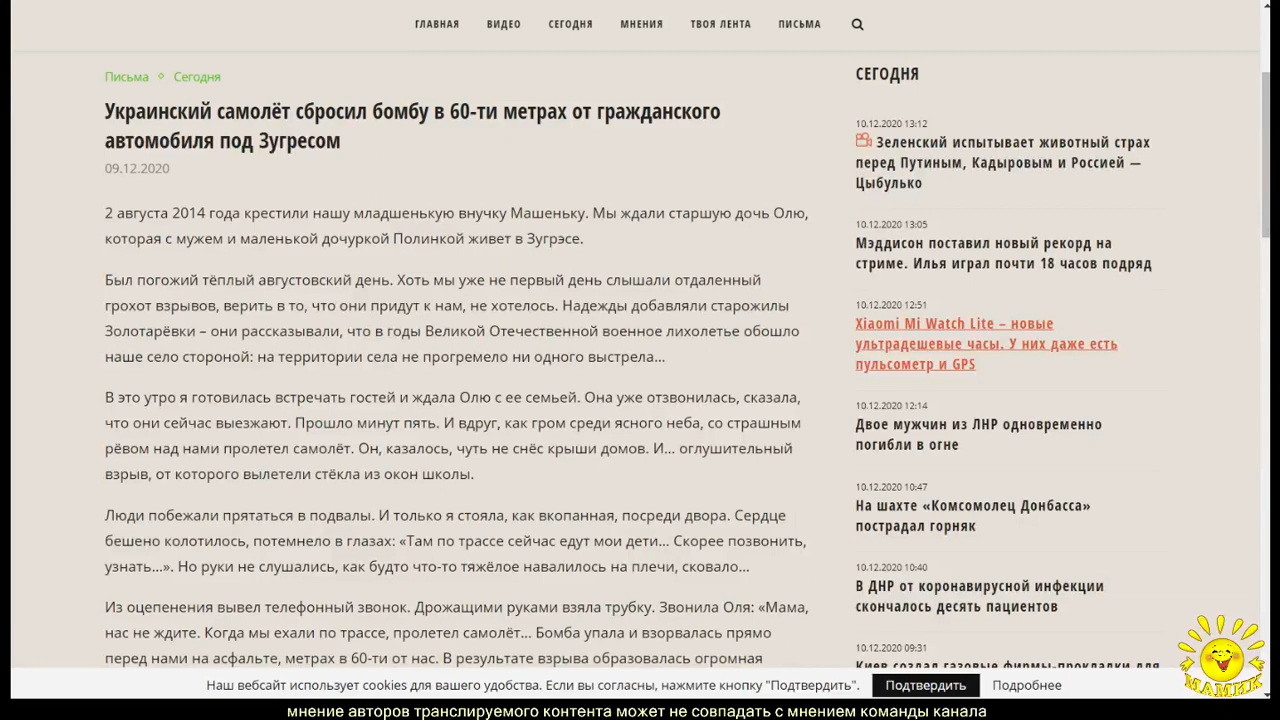 ГЛАВНАЯ ВИДЕО СЕГОДНЯ МНЕНИЯ ТВОЯ ЛЕНТА ПИСЬМА
Письма ◇ Сегодня
Украинский самолёт сбросил бомбу в 60-ти метрах от гражданского
автомобиля под Зугресом
09.12.2020
2 августа 2014 года крестили нашу младшенькую внучку Машеньку. Мы ждали старшую дочь Олю,
которая с мужем и маленькой дочуркой Полинкой живет в Зугрэсе.
Был погожий тёплый августовский день. Хоть мы уже не первый день слышали отдаленный
грохот взрывов, верить в то, что они придут к нам, не хотелось. Надежды добавляли старожилы
Золотарёвки – они рассказывали, что в годы Великой Отечественной военное лихолетье обошло
наше село стороной: на территории села не прогремело ни одного выстрела…
В это утро я готовилась встречать гостей и ждала Олю с ее семьей. Она уже отзвонилась, сказала,
что они сейчас выезжают. Прошло минут пять. И вдруг, как гром среди ясного неба, со страшным
рёвом над нами пролетел самолёт. Он, казалось, чуть не снёс крыши домов. И… оглушительный
взрыв, от которого вылетели стёкла из окон школы.
Люди побежали прятаться в подвалы. И только я стояла, как вкопанная, посреди двора. Сердце
бешено колотилось, потемнело в глазах: «Там по трассе сейчас едут мои дети… Скорее позвонить,
узнать…». Но руки не слушались, как будто что-то тяжёлое навалилось на плечи, сковало…
Из оцепенения вывел телефонный звонок. Дрожащими руками взяла трубку. Звонила Оля: «Мама,
нас не ждите. Когда мы ехали по трассе, пролетел самолёт… Бомба упала и взорвалась прямо
перед нами на асфальте, метрах в 60-ти от нас. В результате взрыва образовалась огромная
СЕГОДНЯ
10.12.2020 13:12
Зеленский испытывает животный страх
перед Путиным, Кадыровым и Россией —
Цыбулько
10.12.2020 13:05
Мэддисон поставил новый рекорд на
стриме. Илья играл почти 18 часов подряд
10.12.2020 12:51
Xiaomi Mi Watch Lite – новые
ультрадешевые часы. У них даже есть
пульсометр и GPS
10.12.2020 12:14
Двое мужчин из ЛНР одновременно
погибли в огне
10.12.2020 10:47
На шахте «Комсомолец Донбасса»
пострадал горняк
10.12.2020 10:40
В ДНР от коронавирусной инфекции
скончалось десять пациентов
10.12.2020 09:31
Киев создал газовые фирмы-прокладки для
МАМИК
Наш вебсайт использует cookies для вашего удобства. Если вы согласны, нажмите кнопку "Подтвердить". Подтвердить Подробнее
мнение авторов транслируемого контента может не совпадать с мнением команды канала